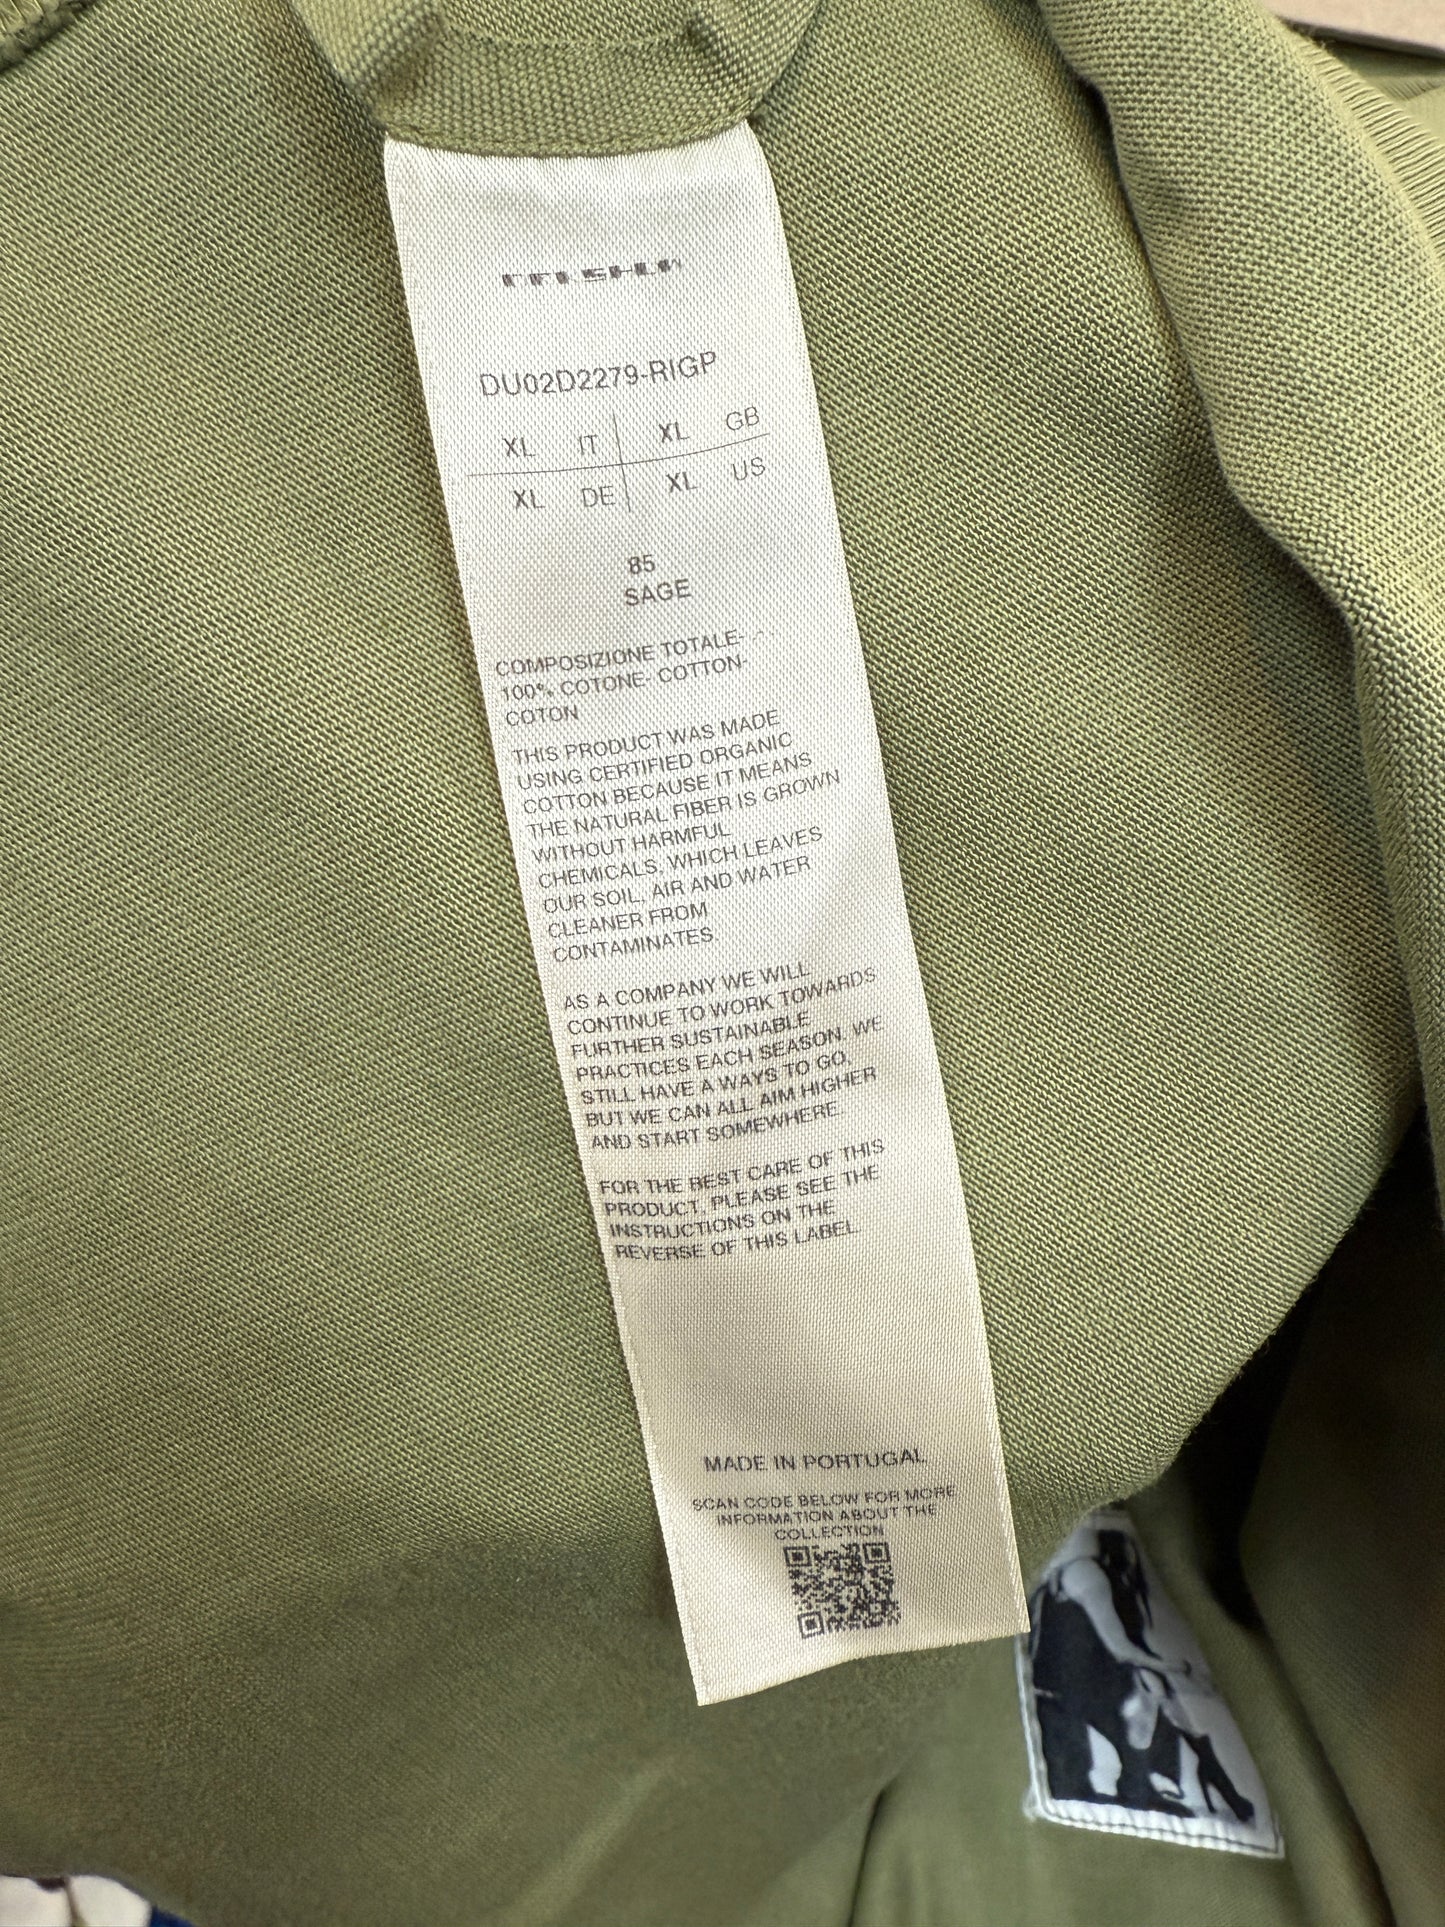 DU02D2279-RIGP
XL IT XL GB
XL DE XL US
85
SAGE
COMPOSIZIONE TOTALE-
100% COTONE- COTTON-
COTON
THIS PRODUCT WAS MADE
USING CERTIFIED ORGANIC
COTTON BECAUSE IT MEANS
THE NATURAL FIBER IS GROWN
WITHOUT HARMFUL
CHEMICALS, WHICH LEAVES
OUR SOIL, AIR AND WATER
CLEANER FROM
CONTAMINATES.
AS A COMPANY WE WILL
CONTINUE TO WORK TOWARDS
FURTHER SUSTAINABLE
PRACTICES EACH SEASON. WE
STILL HAVE A WAYS TO GO,
BUT WE CAN ALL AIM HIGHER
AND START SOMEWHERE.
FOR THE BEST CARE OF THIS
PRODUCT, PLEASE SEE THE
INSTRUCTIONS ON THE
REVERSE OF THIS LABEL.
MADE IN PORTUGAL
SCAN CODE BELOW FOR MORE
INFORMATION ABOUT THE
COLLECTION